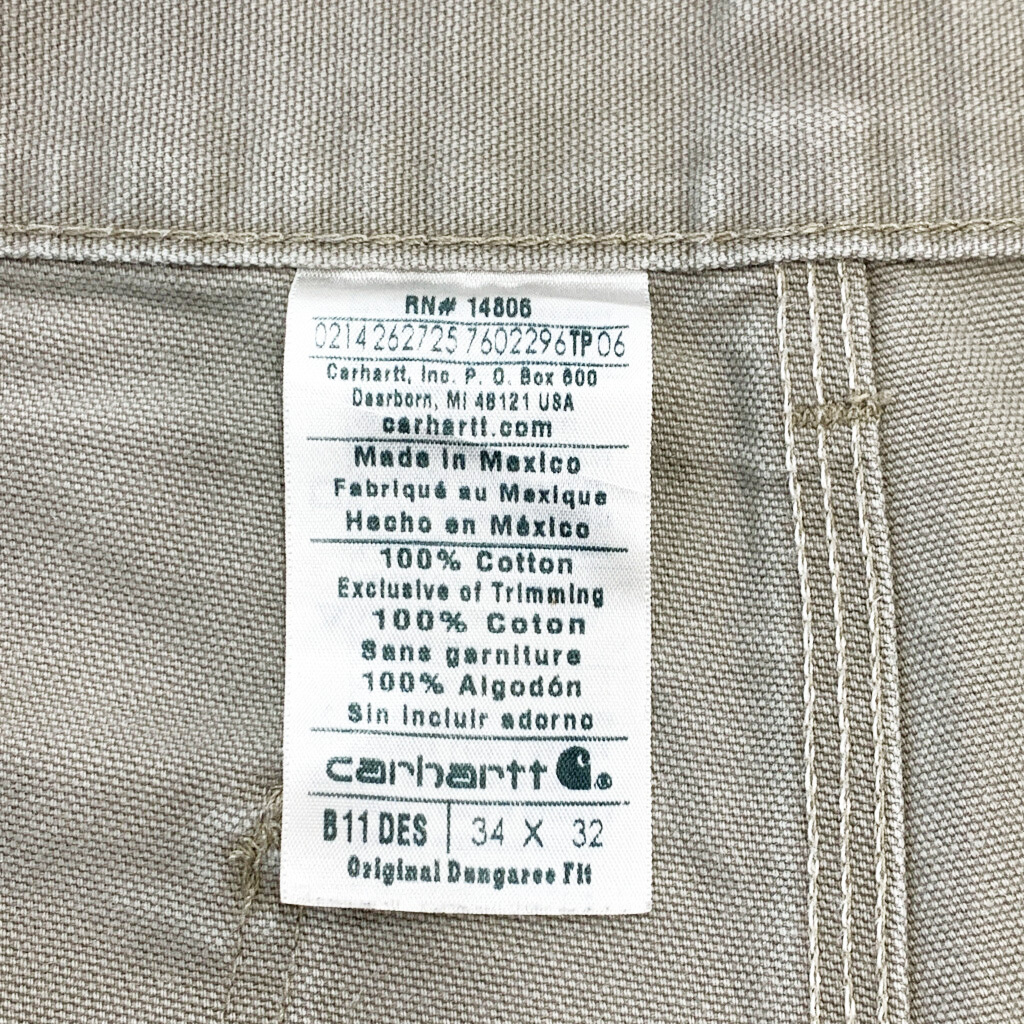 RN# 14806
0214262725 7602296TP06
Carhartt, Inc. P. O. Box 600
Dearborn, MI 48121 USA
carhartt.com
Made in Mexico
Fabriqué au Mexique
Hecho en México
100% Cotton
Exclusive of Trimming
100% Coton
Sans garniture
100% Algodón
Sin incluir adorno
carhartt ®
B11 DES | 34 X 32
Original Dungaree Fit